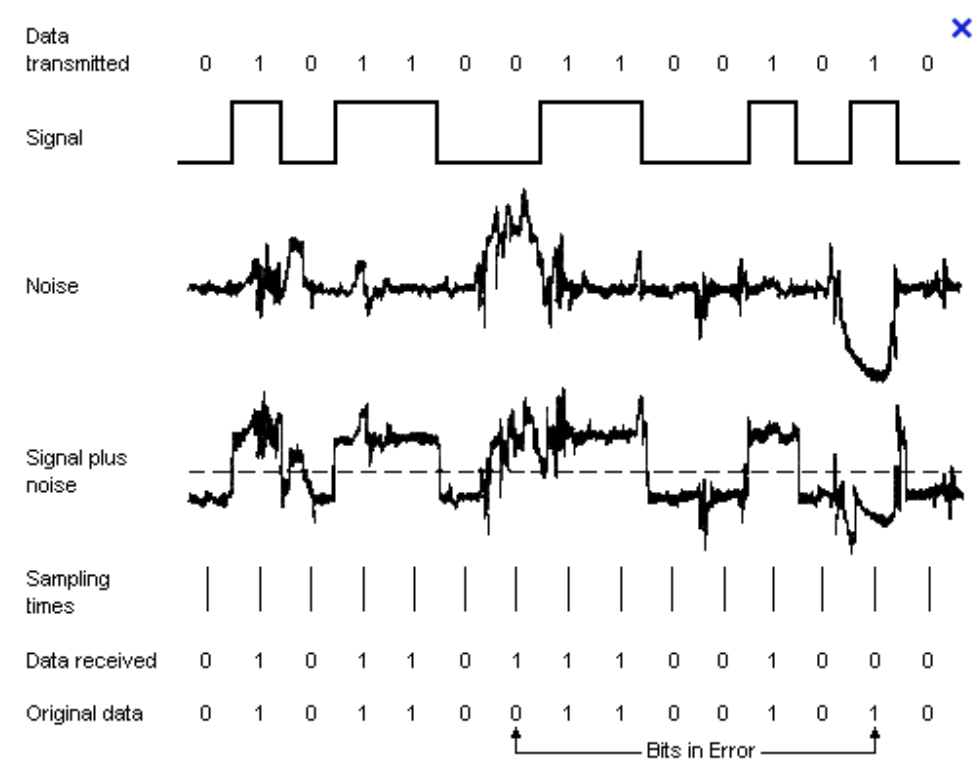 Data
transmitted 0 1 0 1 1 0 0 1 1 0 0 1 0 1 0
Signal
Noise
Signal plus
noise
Sampling
times
Data received 0 1 0 1 1 0 1 1 1 0 0 1 0 0 0
Original data 0 1 0 1 1 0 0 1 1 0 0 1 0 1 0
Bits in Error